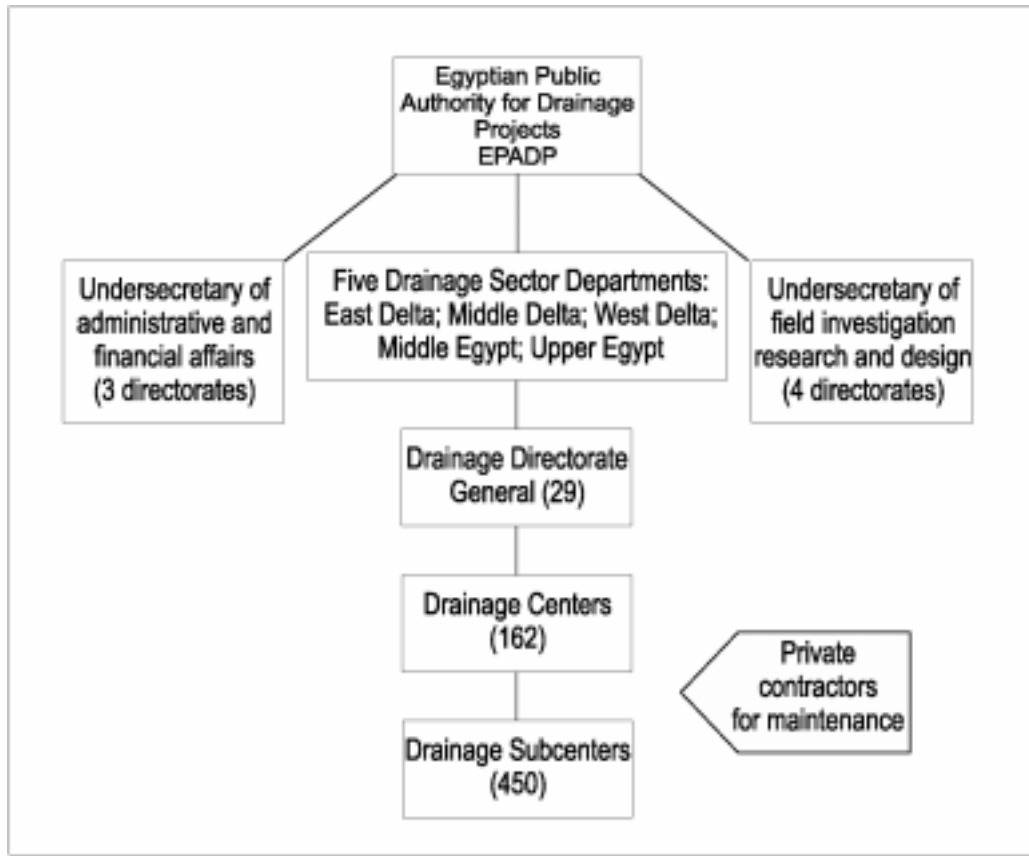 Egyptian Public
Authority for Drainage
Projects
EPADP
Undersecretary of
administrative and
financial affairs
(3 directorates)
Five Drainage Sector Departments:
East Delta; Middle Delta; West Delta;
Middle Egypt; Upper Egypt
Undersecretary of
field investigation
research and design
(4 directorates)
Drainage Directorate
General (29)
Drainage Centers
(162)
Private
contractors
for maintenance
Drainage Subcenters
(450)